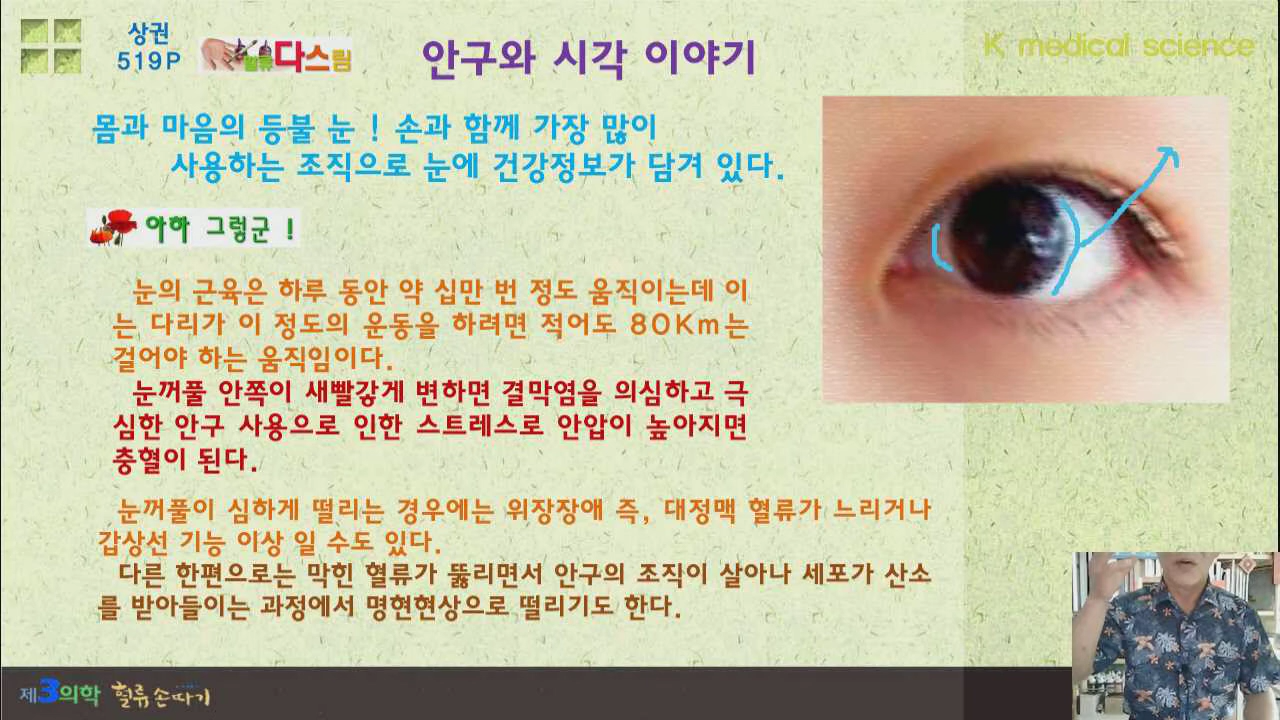 상권
519P
혈류다스림
안구와 시각 이야기
K medical science
몸과 마음의 등불 눈 ! 손과 함께 가장 많이
사용하는 조직으로 눈에 건강정보가 담겨 있다.
아하 그렇군 !
눈의 근육은 하루 동안 약 십만 번 정도 움직이는데 이
는 다리가 이 정도의 운동을 하려면 적어도 80Km는
걸어야 하는 움직임이다.
눈꺼풀 안쪽이 새빨갛게 변하면 결막염을 의심하고 극
심한 안구 사용으로 인한 스트레스로 안압이 높아지면
충혈이 된다.
눈꺼풀이 심하게 떨리는 경우에는 위장장애 즉, 대정맥 혈류가 느리거나
갑상선 기능 이상 일 수도 있다.
다른 한편으로는 막힌 혈류가 뚫리면서 안구의 조직이 살아나 세포가 산소
를 받아들이는 과정에서 명현현상으로 떨리기도 한다.
제3의학 혈류손따기